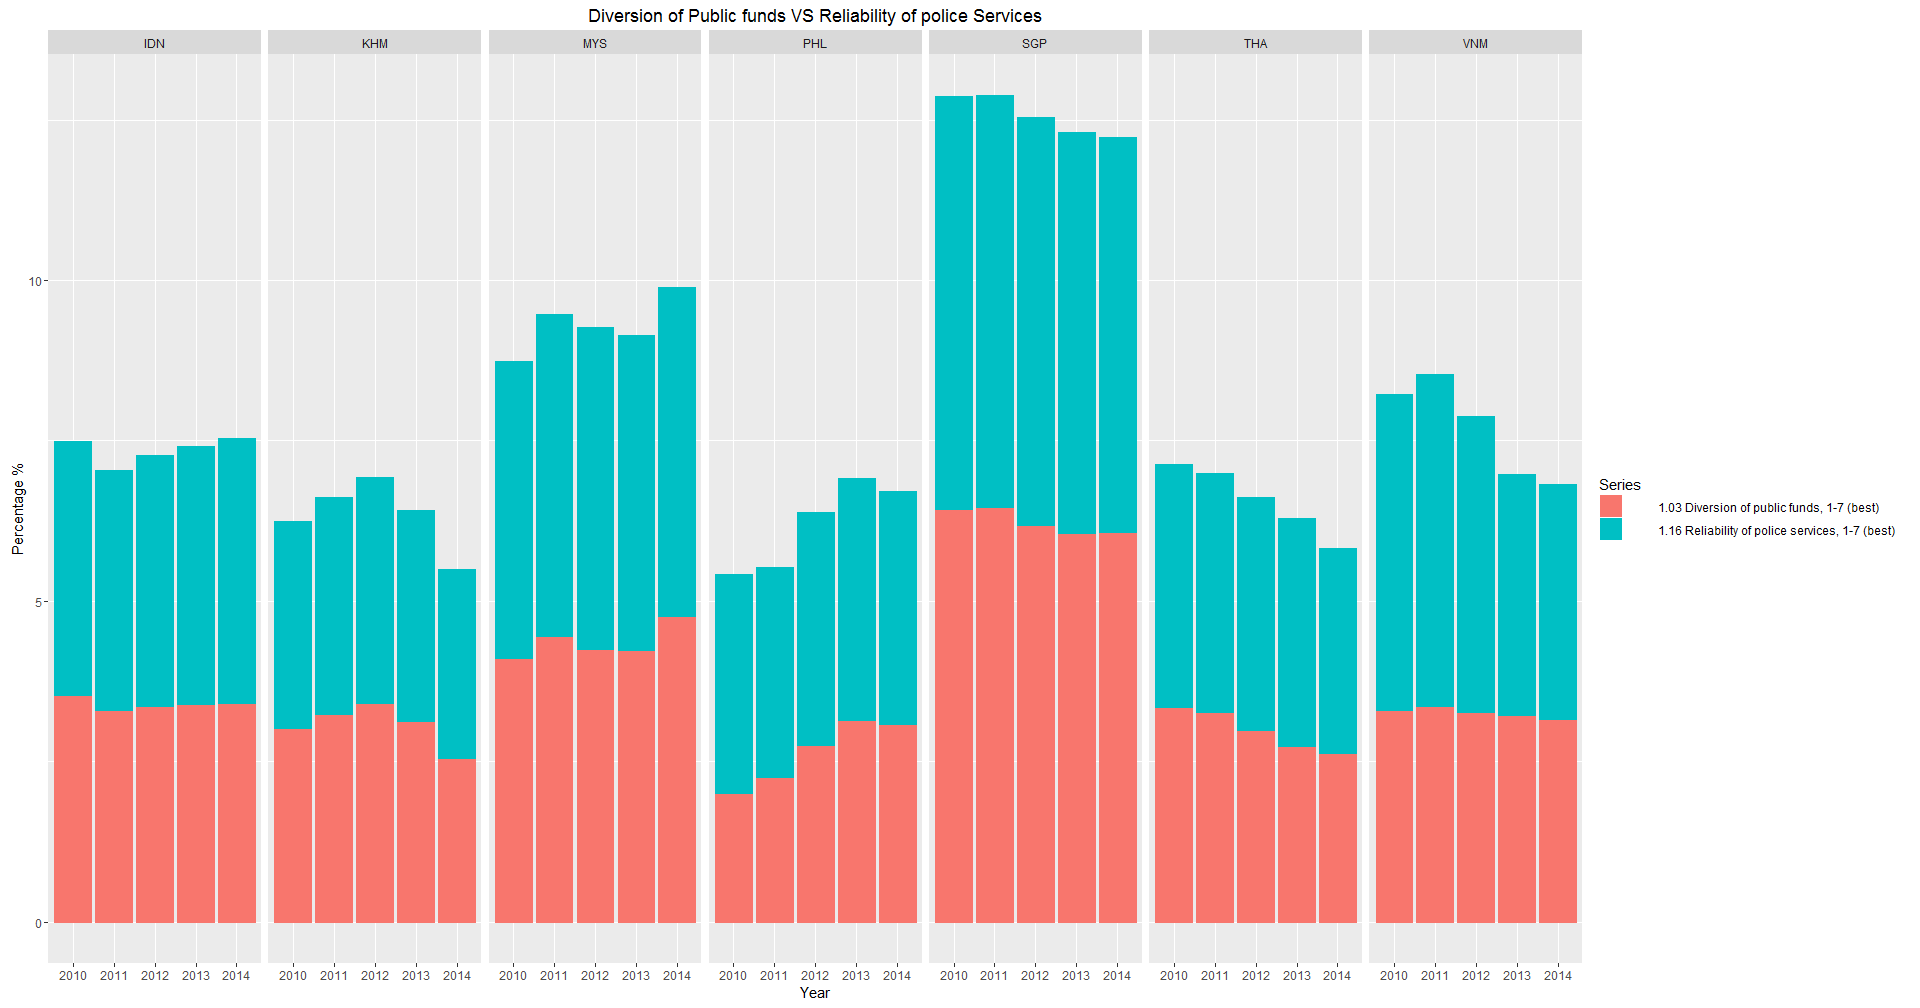 Diversion of Public funds VS Reliability of police Services
IDN KHM MYS PHL SGP THA VNM
10
5
0
Percentage %
2010 2011 2012 2013 2014 2010 2011 2012 2013 2014 2010 2011 2012 2013 2014 2010 2011 2012 2013 2014 2010 2011 2012 2013 2014 2010 2011 2012 2013 2014 2010 2011 2012 2013 2014
Year
Series
1.03 Diversion of public funds, 1-7 (best)
1.16 Reliability of police services, 1-7 (best)